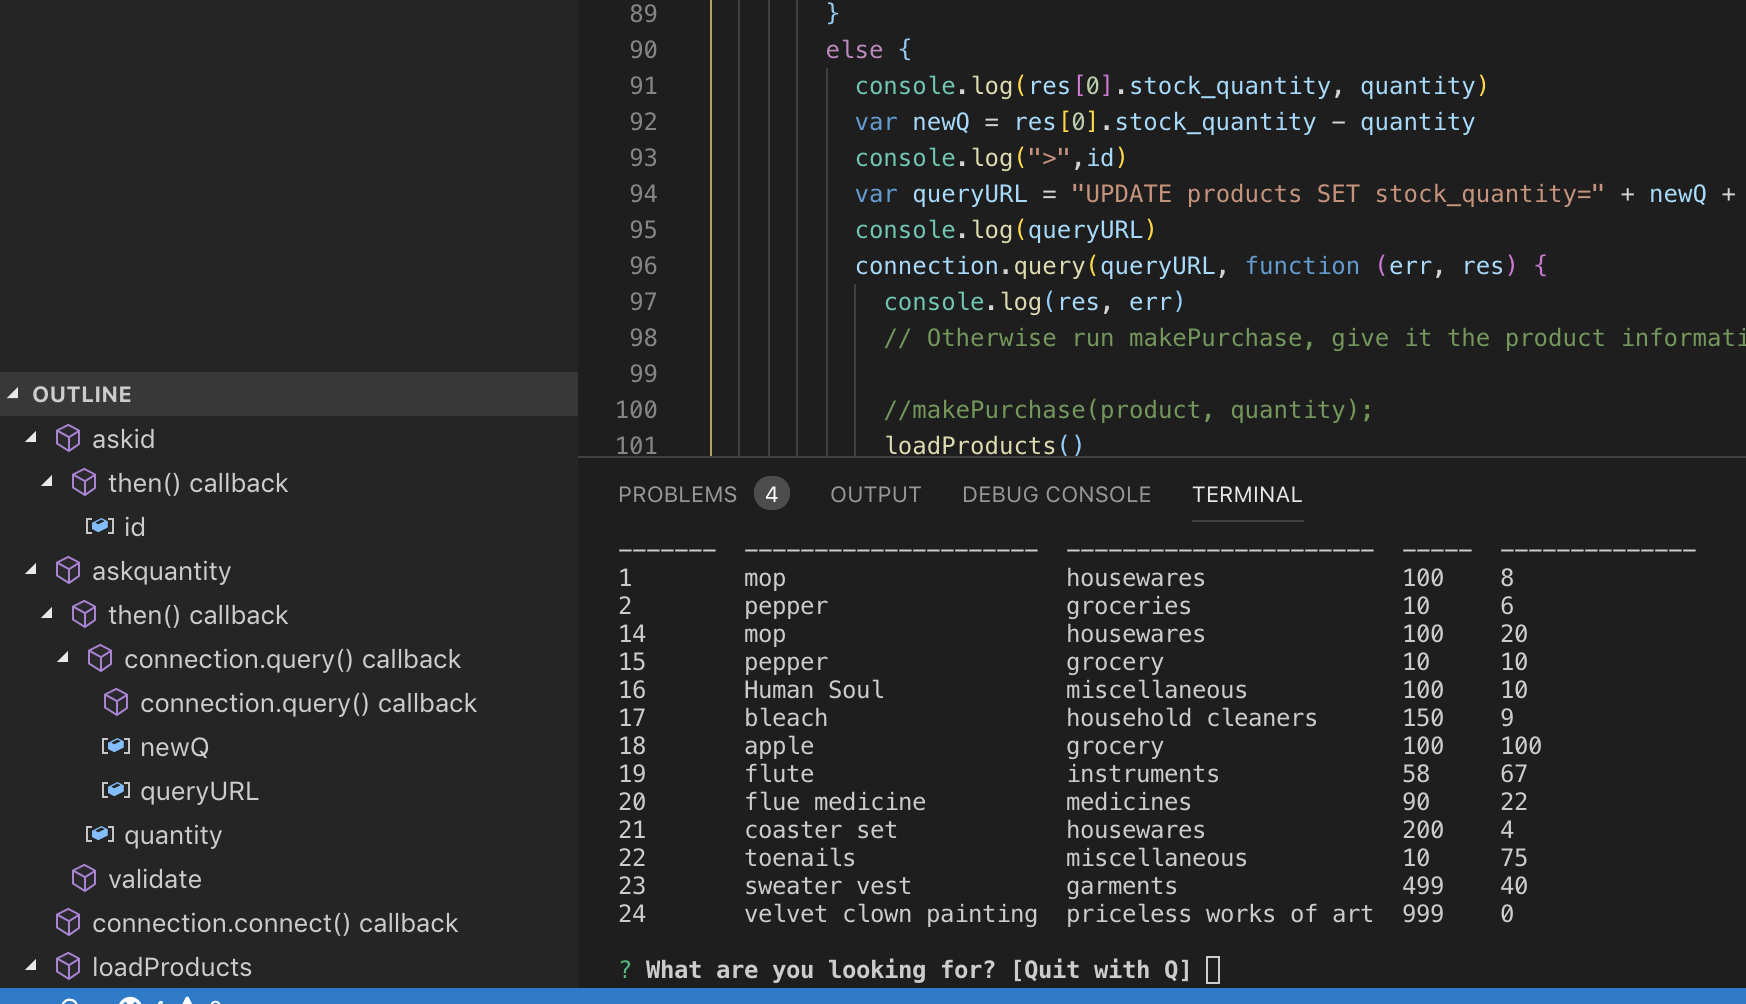 OUTLINE
askid
then() callback
id
askquantity
then() callback
connection.query() callback
connection.query() callback
newQ
queryURL
quantity
validate
connection.connect() callback
loadProducts
89 }
90 else {
91 console.log(res[0].stock_quantity, quantity)
92 var newQ = res[0].stock_quantity - quantity
93 console.log(">",id)
94 var queryURL = "UPDATE products SET stock_quantity=" + newQ +
95 console.log(queryURL)
96 connection.query(queryURL, function (err, res) {
97 console.log(res, err)
98 // Otherwise run makePurchase, give it the product informati
99
100 //makePurchase(product, quantity);
101 loadProducts()
PROBLEMS 4 OUTPUT DEBUG CONSOLE TERMINAL
------- --------------------- ---------------------- ----- --------------
1 mop housewares 100 8
2 pepper groceries 10 6
14 mop housewares 100 20
15 pepper grocery 10 10
16 Human Soul miscellaneous 100 10
17 bleach household cleaners 150 9
18 apple grocery 100 100
19 flute instruments 58 67
20 flue medicine medicines 90 22
21 coaster set housewares 200 4
22 toenails miscellaneous 10 75
23 sweater vest garments 499 40
24 velvet clown painting priceless works of art 999 0
? What are you looking for? [Quit with Q]